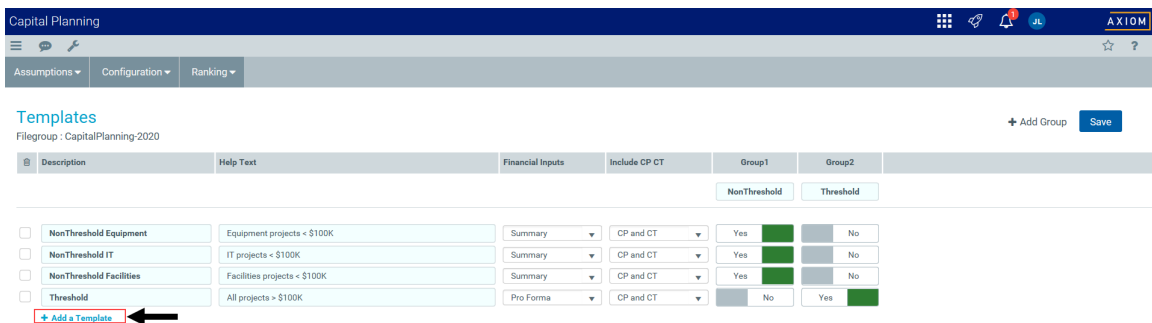 Capital Planning
1
JL
AXIOM
?
Assumptions Configuration Ranking
Templates
+ Add Group Save
Filegroup : CapitalPlanning-2020
Description Help Text Financial Inputs Include CP CT Group1 Group2
NonThreshold Threshold
NonThreshold Equipment Equipment projects < $100K Summary CP and CT Yes No
NonThreshold IT IT projects < $100K Summary CP and CT Yes No
NonThreshold Facilities Facilities projects < $100K Summary CP and CT Yes No
Threshold All projects > $100K Pro Forma CP and CT No Yes
+ Add a Template